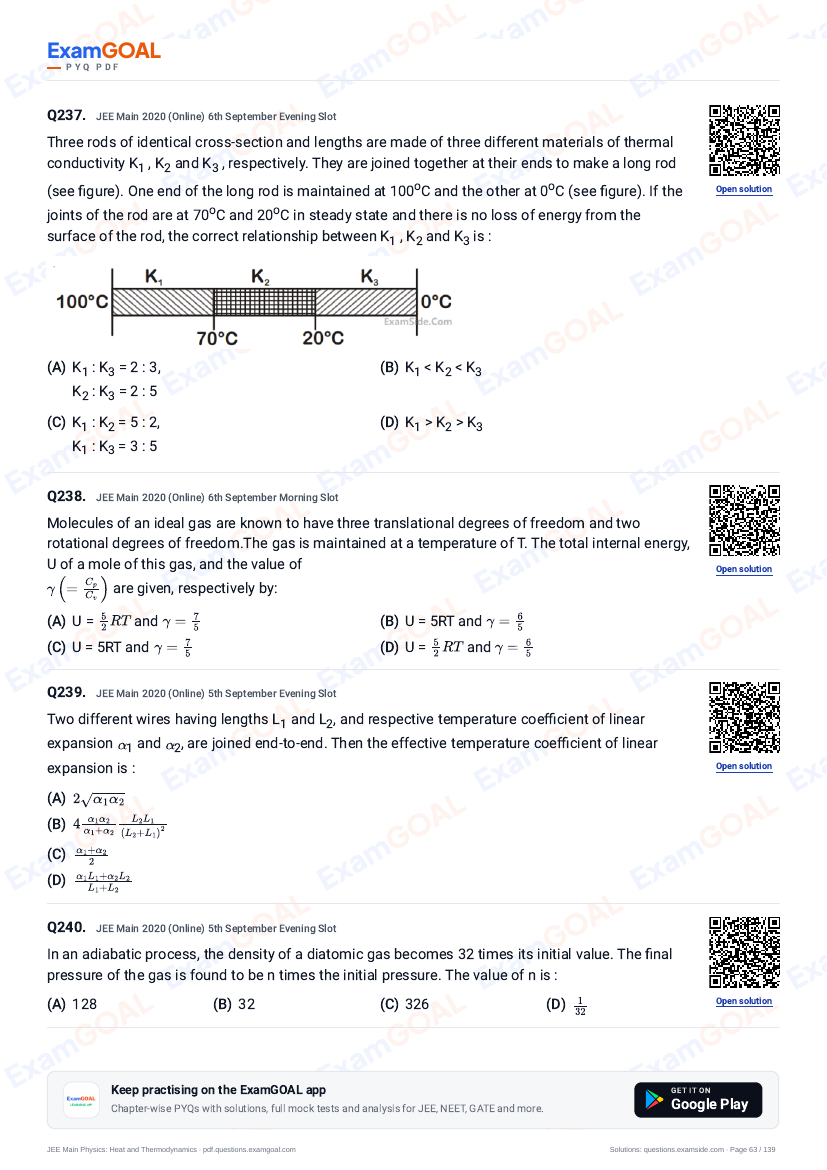 ExamGOAL
PYQ PDF
Q237. JEE Main 2020 (Online) 6th September Evening Slot
Three rods of identical cross-section and lengths are made of three different materials of thermal
conductivity K₁ , K₂ and K₃ , respectively. They are joined together at their ends to make a long rod
(see figure). One end of the long rod is maintained at 100°C and the other at 0°C (see figure). If the
joints of the rod are at 70°C and 20°C in steady state and there is no loss of energy from the
surface of the rod, the correct relationship between K₁ , K₂ and K₃ is :
Open solution
K₁ K₂ K₃
100°C 0°C
ExamSide.Com
70°C 20°C
(A) K₁ : K₃ = 2 : 3,
K₂ : K₃ = 2 : 5
(B) K₁ < K₂ < K₃
(C) K₁ : K₂ = 5 : 2,
K₁ : K₃ = 3 : 5
(D) K₁ > K₂ > K₃
Q238. JEE Main 2020 (Online) 6th September Morning Slot
Molecules of an ideal gas are known to have three translational degrees of freedom and two
rotational degrees of freedom.The gas is maintained at a temperature of T. The total internal energy,
U of a mole of this gas, and the value of
γ (= Cₚ/Cᵥ) are given, respectively by:
Open solution
(A) U = 5/2 RT and γ = 7/5
(B) U = 5RT and γ = 6/5
(C) U = 5RT and γ = 7/5
(D) U = 5/2 RT and γ = 6/5
Q239. JEE Main 2020 (Online) 5th September Evening Slot
Two different wires having lengths L₁ and L₂, and respective temperature coefficient of linear
expansion α₁ and α₂, are joined end-to-end. Then the effective temperature coefficient of linear
expansion is :
Open solution
(A) 2√(α₁α₂)
(B) 4 α₁α₂/(α₁+α₂) L₂L₁/(L₂+L₁)²
(C) (α₁+α₂)/2
(D) (α₁L₁+α₂L₂)/(L₁+L₂)
Q240. JEE Main 2020 (Online) 5th September Evening Slot
In an adiabatic process, the density of a diatomic gas becomes 32 times its initial value. The final
pressure of the gas is found to be n times the initial pressure. The value of n is :
Open solution
(A) 128 (B) 32 (C) 326 (D) 1/32
Keep practising on the ExamGOAL app
Chapter-wise PYQs with solutions, full mock tests and analysis for JEE, NEET, GATE and more.
GET IT ON
Google Play
JEE Main Physics: Heat and Thermodynamics · pdf.questions.examgoal.com
Solutions: questions.examside.com · Page 63 / 139